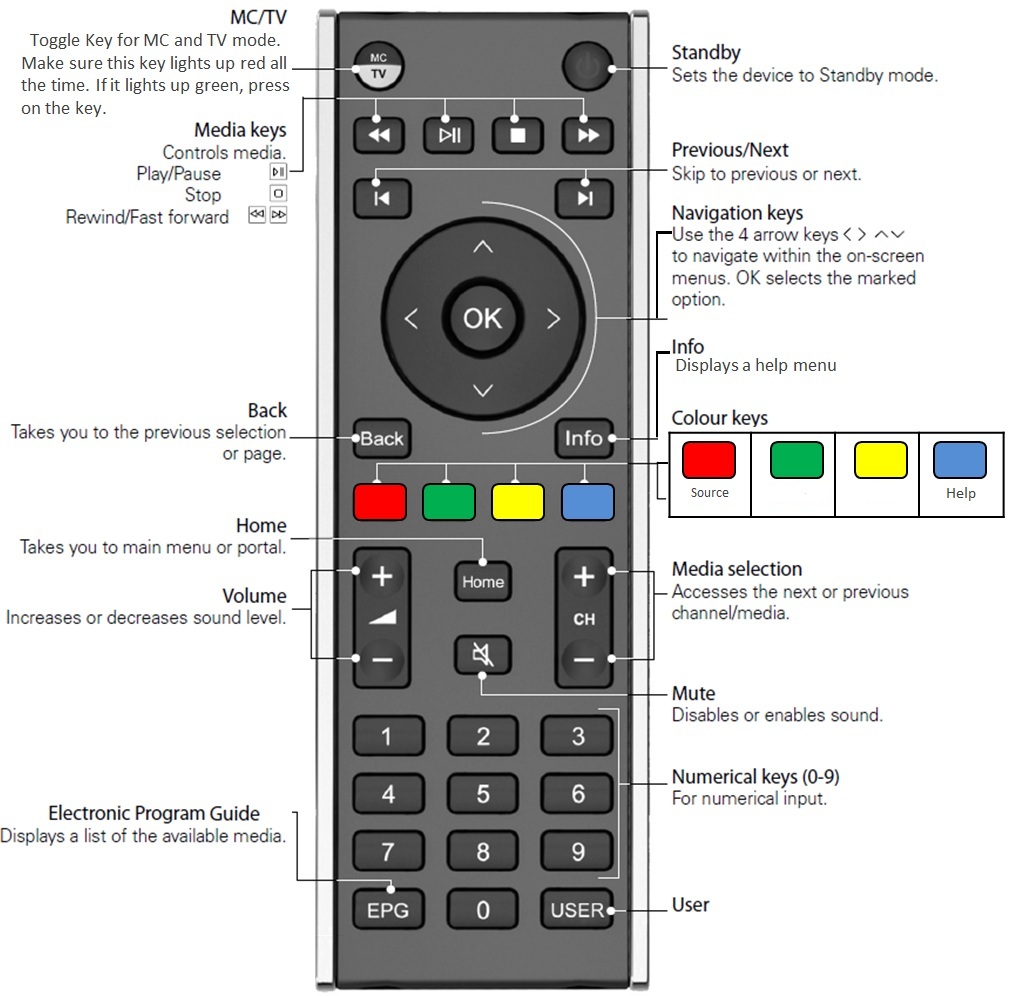 MC/TV
Toggle Key for MC and TV mode.
Make sure this key lights up red all
the time. If it lights up green, press
on the key.
Media keys
Controls media.
Play/Pause
Stop
Rewind/Fast forward
Back
Takes you to the previous selection
or page.
Home
Takes you to main menu or portal.
Volume
Increases or decreases sound level.
Electronic Program Guide
Displays a list of the available media.
MC
TV
OK
Back
Info
Home
CH
1 2 3
4 5 6
7 8 9
EPG 0 USER
Standby
Sets the device to Standby mode.
Previous/Next
Skip to previous or next.
Navigation keys
Use the 4 arrow keys
to navigate within the on-screen
menus. OK selects the marked
option.
Info
Displays a help menu
Colour keys
Source
Help
Media selection
Accesses the next or previous
channel/media.
Mute
Disables or enables sound.
Numerical keys (0-9)
For numerical input.
User